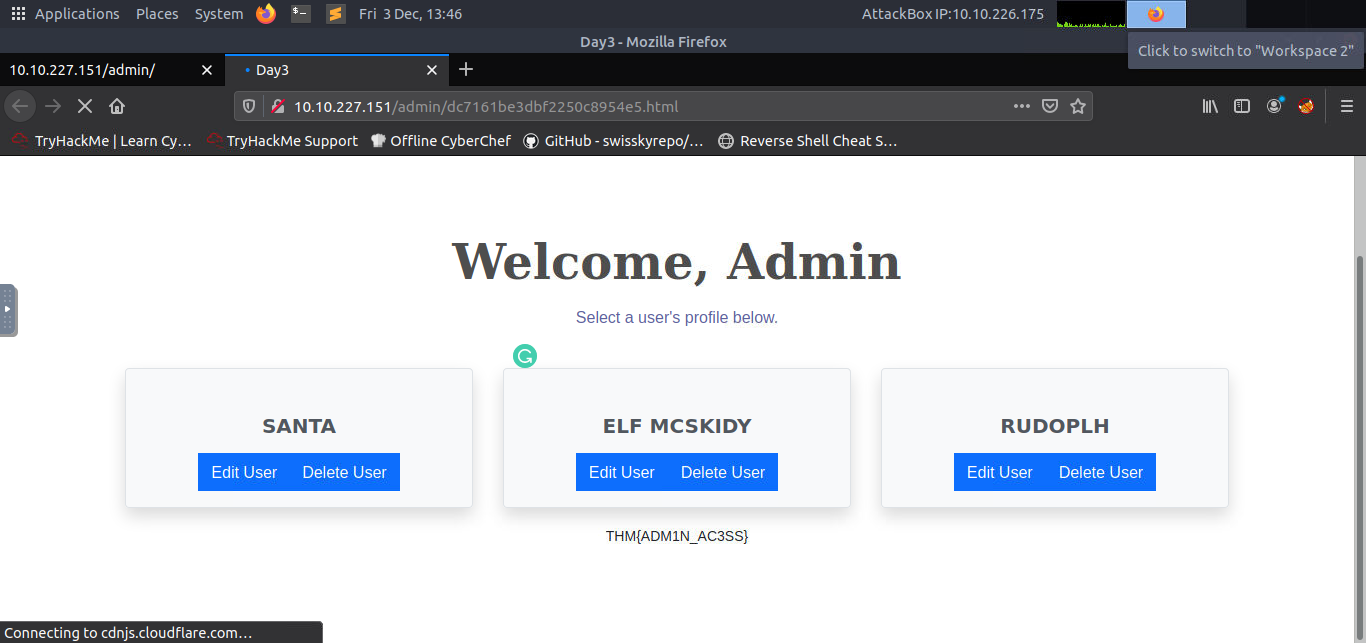 Applications Places System Fri 3 Dec, 13:46 AttackBox IP:10.10.226.175
Day3 - Mozilla Firefox
Click to switch to "Workspace 2"
10.10.227.151/admin/ Day3
10.10.227.151/admin/dc7161be3dbf2250c8954e5.html
TryHackMe | Learn Cy… TryHackMe Support Offline CyberChef GitHub - swisskyrepo/… Reverse Shell Cheat S…
Welcome, Admin
Select a user's profile below.
SANTA ELF MCSKIDY RUDOPLH
Edit User Delete User Edit User Delete User Edit User Delete User
THM{ADM1N_AC3SS}
Connecting to cdnjs.cloudflare.com…